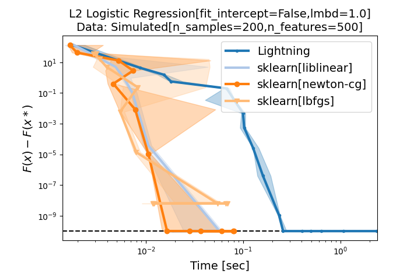 L2 Logistic Regression[fit_intercept=False,lmbd=1.0]
Data: Simulated[n_samples=200,n_features=500]
Lightning
sklearn[liblinear]
sklearn[newton-cg]
sklearn[lbfgs]
F(x) − F(x*)
10¹
10⁻¹
10⁻³
10⁻⁵
10⁻⁷
10⁻⁹
10⁻² 10⁻¹ 10⁰
Time [sec]